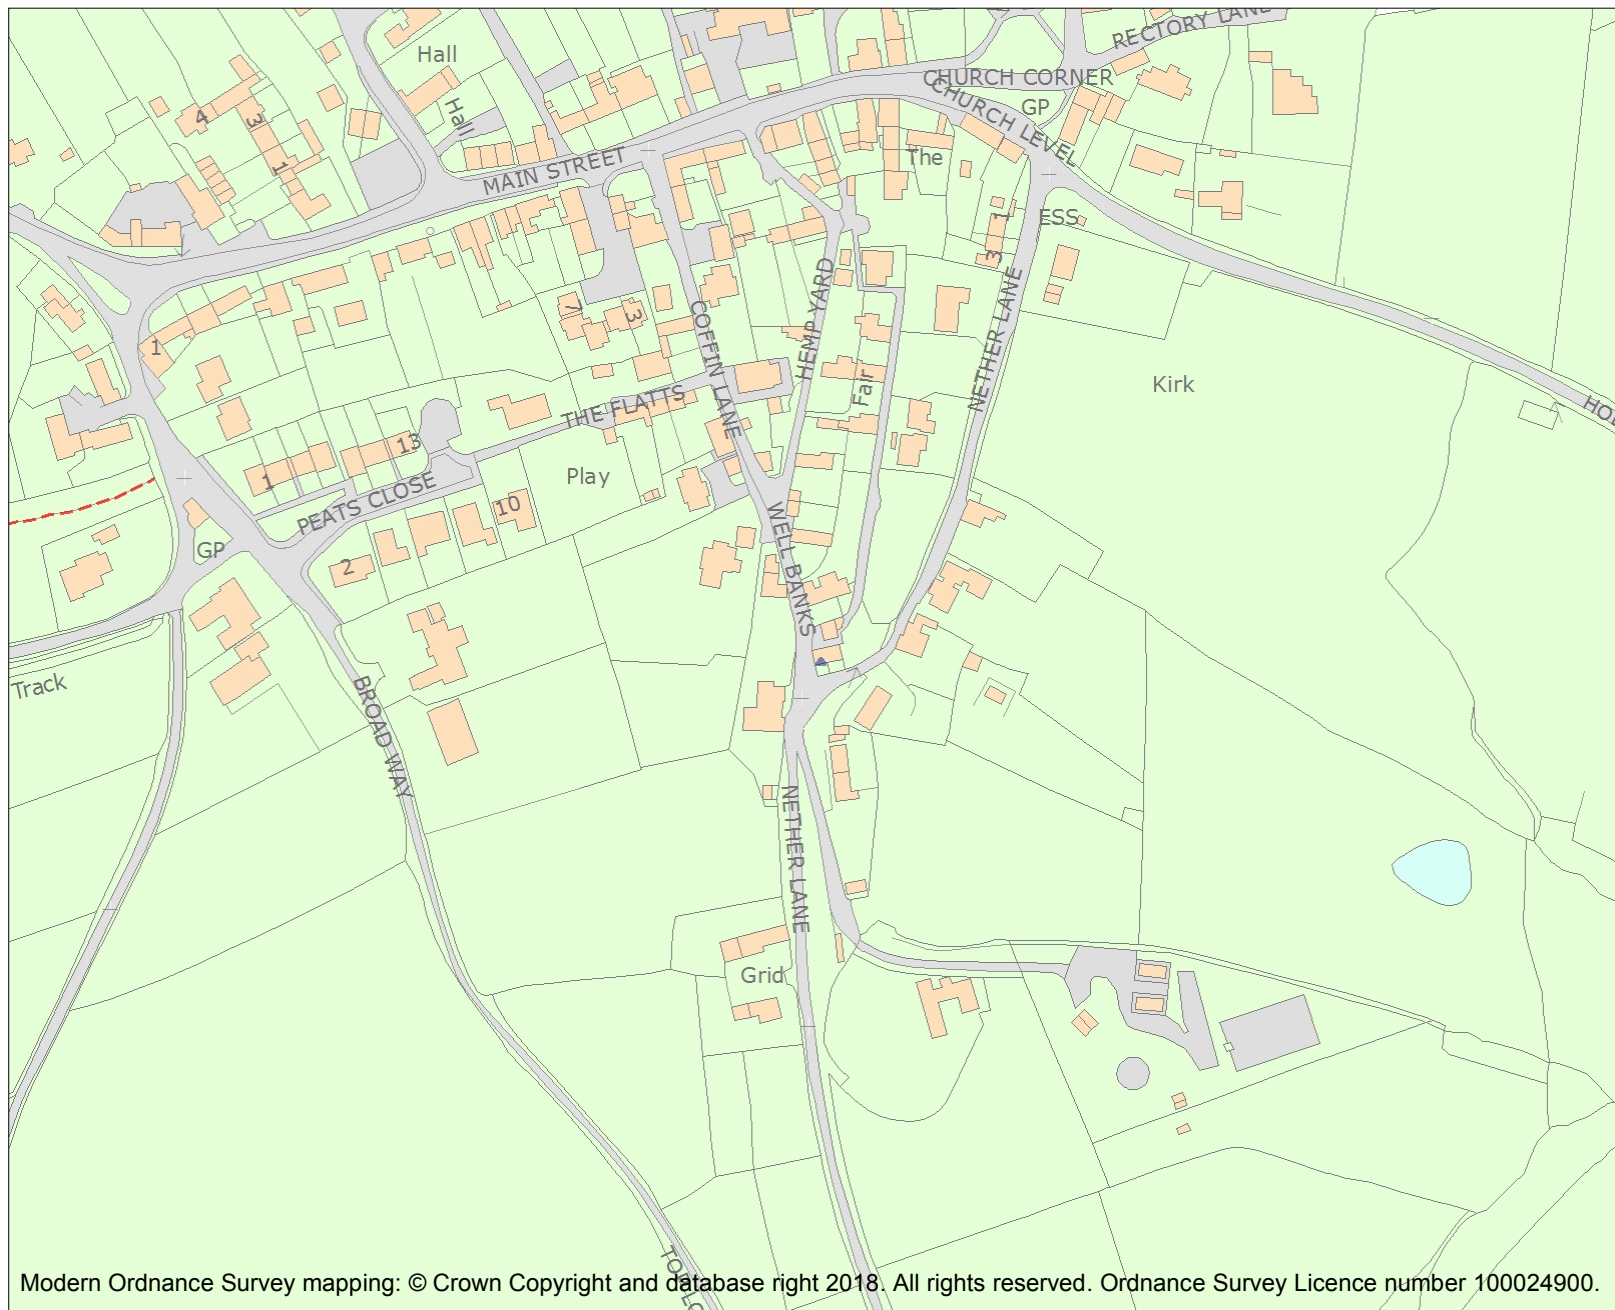 RECTORY LANE
Hall
CHURCH CORNER
CHURCH LEVEL
GP
Hall
4
3
1
MAIN STREET
The
1
ESS
3
7
3
COFFIN LANE
HEMP YARD
NETHER LANE
1
Fair
Kirk
THE FLATTS
13
1
PEATS CLOSE
Play
10
WELL BANKS
GP
2
Track
BROAD WAY
NETHER LANE
Grid
Modern Ordnance Survey mapping: © Crown Copyright and database right 2018. All rights reserved. Ordnance Survey Licence number 100024900.